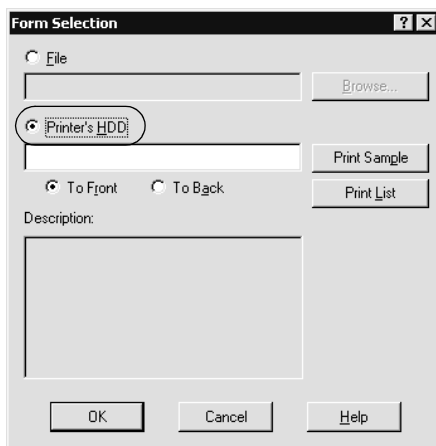 Form Selection
File
Browse...
Printer's HDD
Print Sample
To Front To Back
Print List
Description:
OK Cancel Help